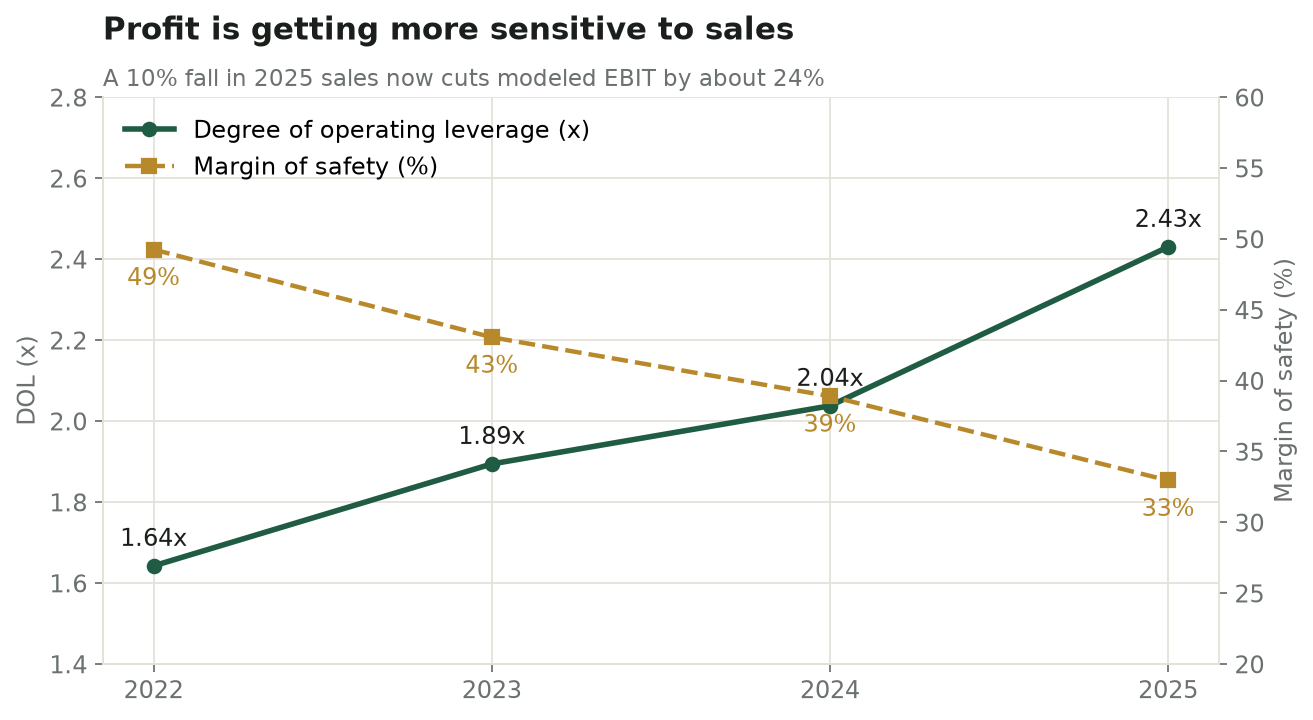 Profit is getting more sensitive to sales
A 10% fall in 2025 sales now cuts modeled EBIT by about 24%
Degree of operating leverage (x)
Margin of safety (%)
DOL (x)
2.8
2.6
2.4
2.2
2.0
1.8
1.6
1.4
1.64x
1.89x
2.04x
2.43x
49%
43%
39%
33%
60
55
50
45
40
35
30
25
20
Margin of safety (%)
2022
2023
2024
2025